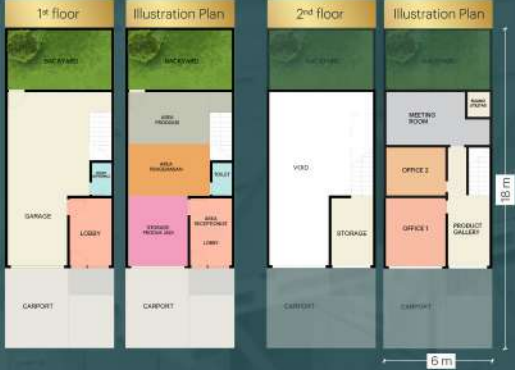 1st floor
Illustration Plan
2nd floor
Illustration Plan
BACKYARD
BACKYARD
BACKYARD
BACKYARD
AREA
PRODUKSI
MEETING
ROOM
AREA
VOID
OFFICE 2
TOILET
GARAGE
LOBBY
STORAGE
PRODUK JADI
AREA
RECEPTIONIST
LOBBY
STORAGE
OFFICE 1
PRODUCT
GALLERY
CARPORT
CARPORT
CARPORT
CARPORT
18 m
6 m